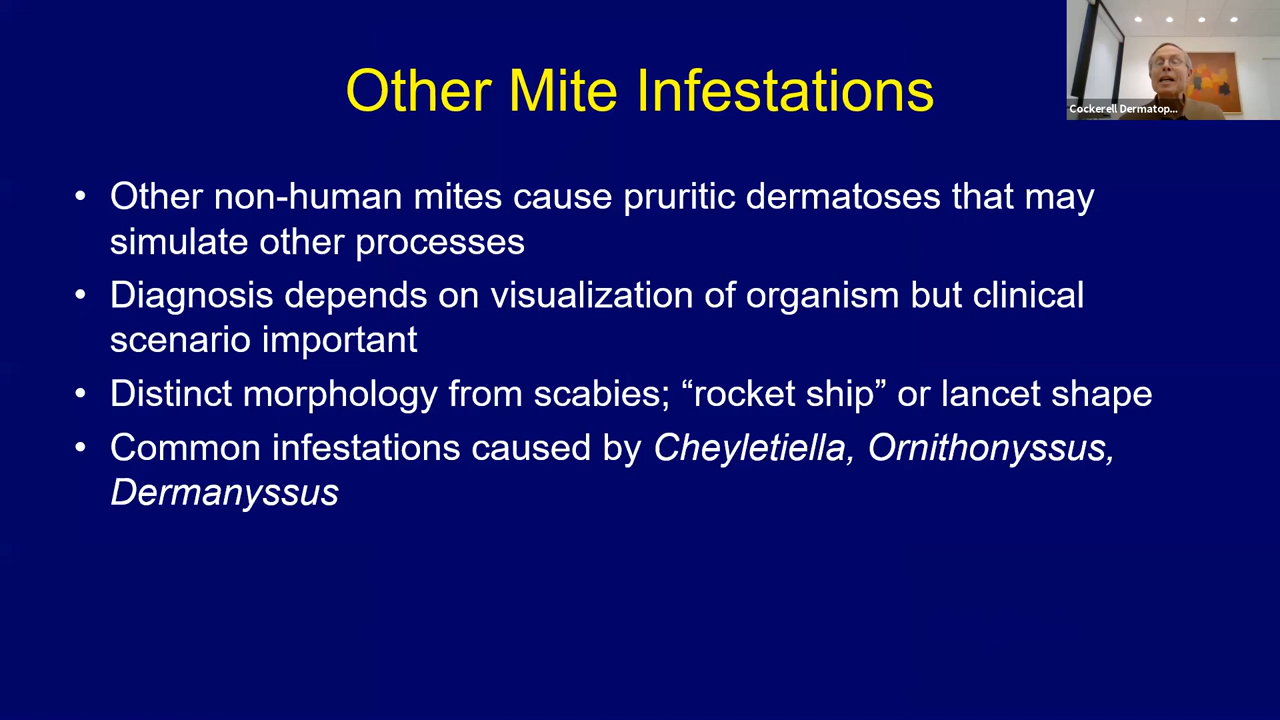 Other Mite Infestations
Cockerell Dermatop...
• Other non-human mites cause pruritic dermatoses that may
simulate other processes
• Diagnosis depends on visualization of organism but clinical
scenario important
• Distinct morphology from scabies; “rocket ship” or lancet shape
• Common infestations caused by Cheyletiella, Ornithonyssus,
Dermanyssus